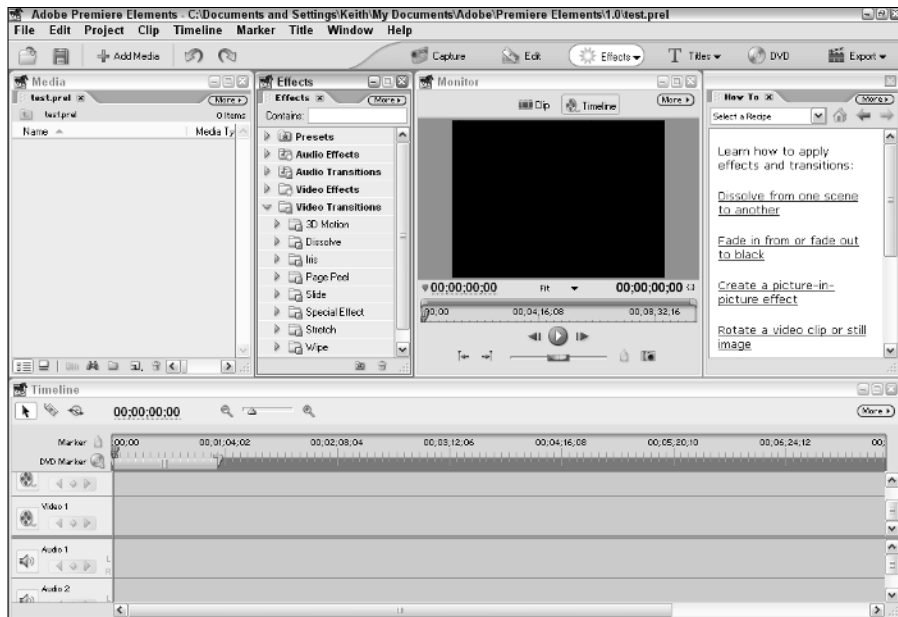 Adobe Premiere Elements - C:\Documents and Settings\Keith\My Documents\Adobe\Premiere Elements\1.0\test.prel
File Edit Project Clip Timeline Marker Title Window Help
Add Media Capture Edit Effects Titles DVD Export
Media
test.prel
More
test.prel 0 Items
Name Media Ty
Effects
Effects
More
Contains:
Presets
Audio Effects
Audio Transitions
Video Effects
Video Transitions
3D Motion
Dissolve
Iris
Page Peel
Slide
Special Effect
Stretch
Wipe
Monitor
Clip Timeline More
00;00;00;00 Fit 00;00;00;00
00;00 00;04;16;08 00;08;32;16
How To
More
Select a Recipe
Learn how to apply
effects and transitions:
Dissolve from one scene
to another
Fade in from or fade out
to black
Create a picture-in-
picture effect
Rotate a video clip or still
image
Timeline
00;00;00;00 More
Marker 00;00 00;01;04;02 00;02;08;04 00;03;12;06 00;04;16;08 00;05;20;10 00;06;24;12 00;
DVD Marker
Video 1
Audio 1
L
R
Audio 2
L